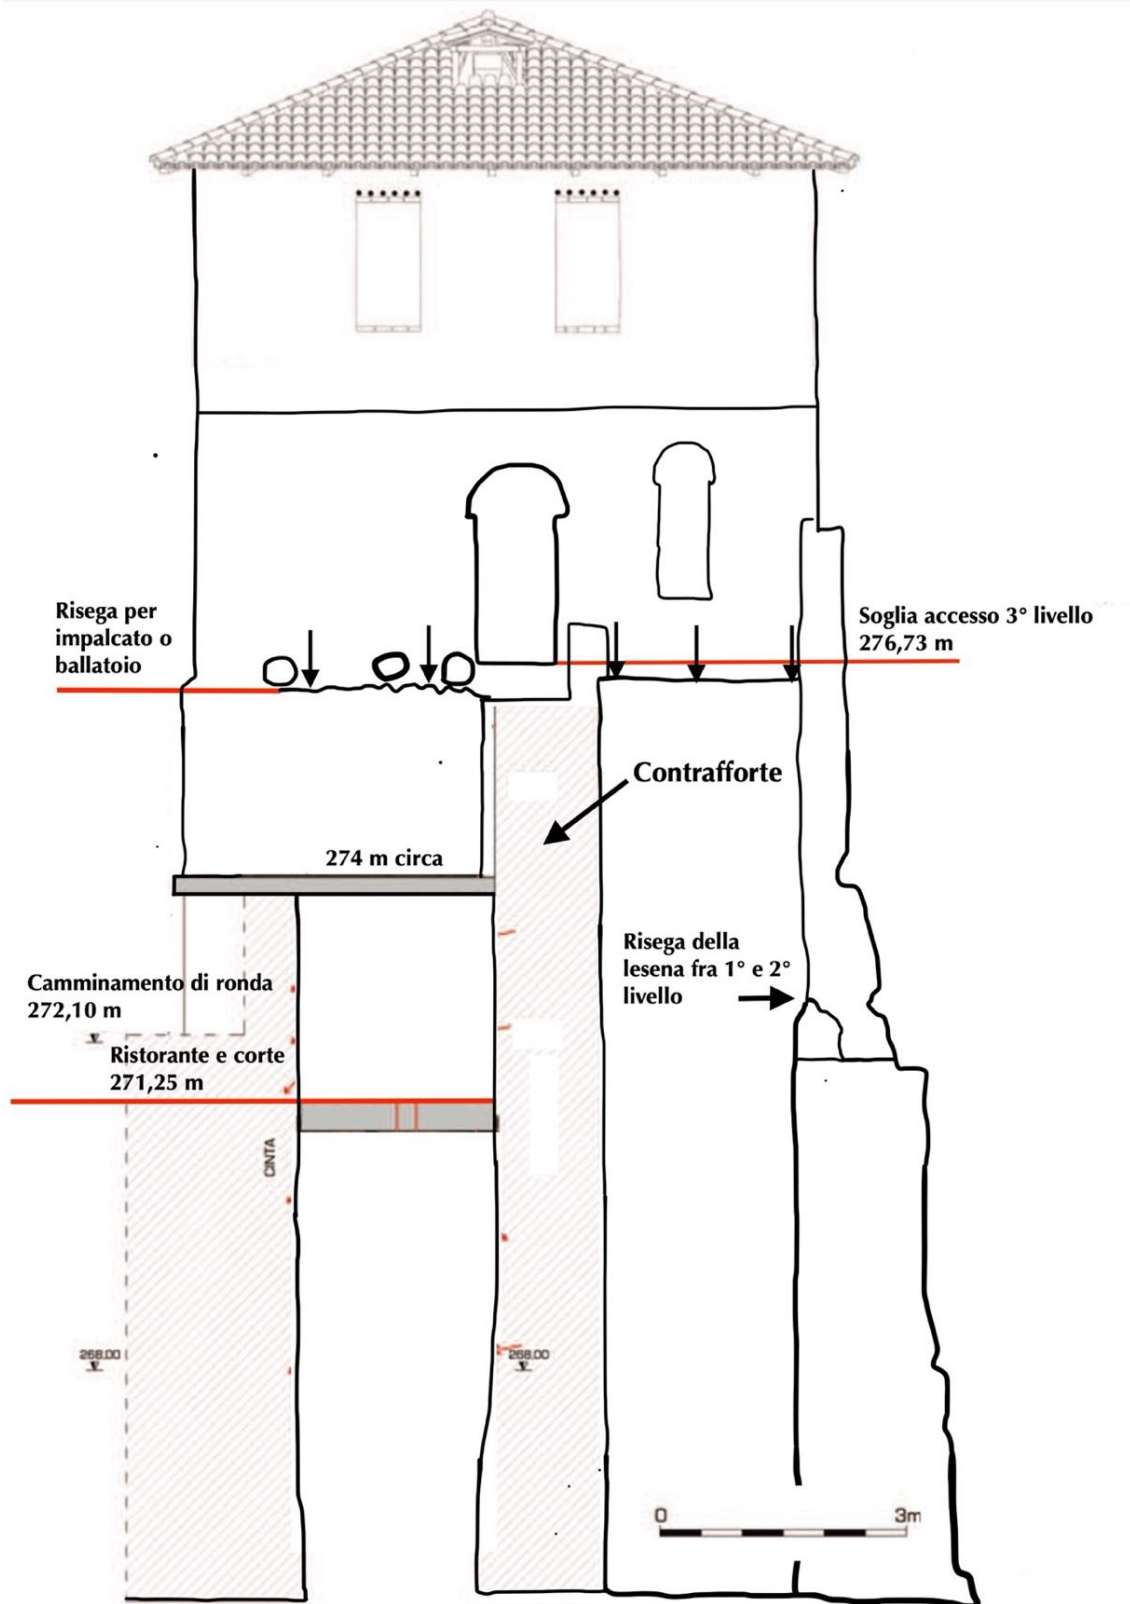 Risega per
impalcato o
ballatoio
Soglia accesso 3° livello
276,73 m
Contrafforte
274 m circa
Risega della
lesena fra 1° e 2°
livello
Camminamento di ronda
272,10 m
Ristorante e corte
271,25 m
CINTA
268.00
268.00
0
3m